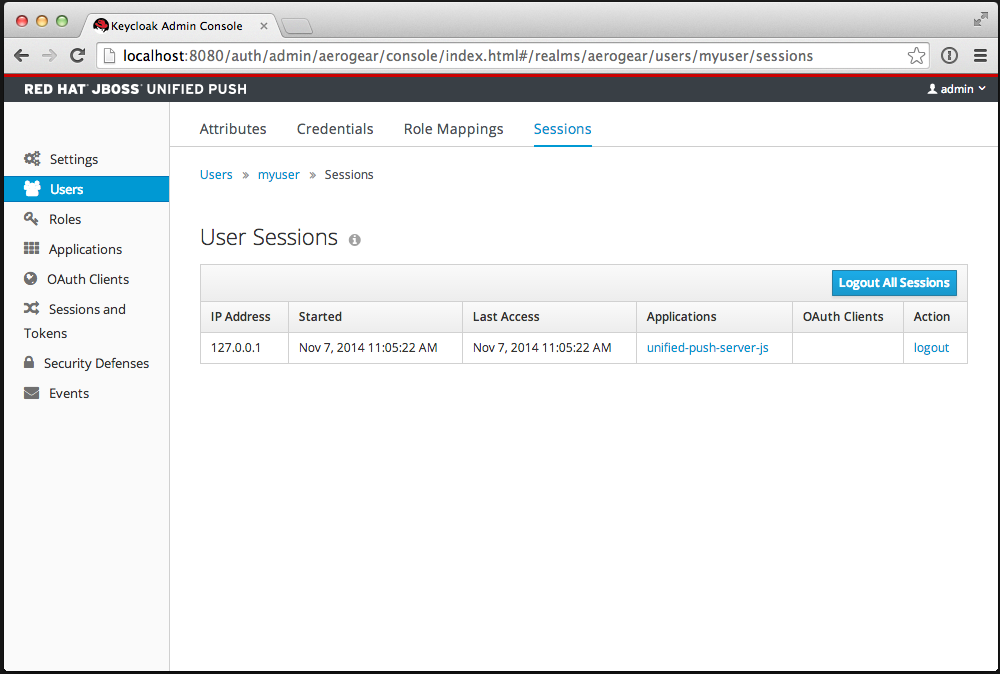 Keycloak Admin Console
localhost:8080/auth/admin/aerogear/console/index.html#/realms/aerogear/users/myuser/sessions
RED HAT® JBOSS® UNIFIED PUSH
admin
Attributes Credentials Role Mappings Sessions
Settings
Users
Roles
Applications
OAuth Clients
Sessions and
Tokens
Security Defenses
Events
Users » myuser » Sessions
User Sessions
Logout All Sessions
IP Address Started Last Access Applications OAuth Clients Action
127.0.0.1 Nov 7, 2014 11:05:22 AM Nov 7, 2014 11:05:22 AM unified-push-server-js logout